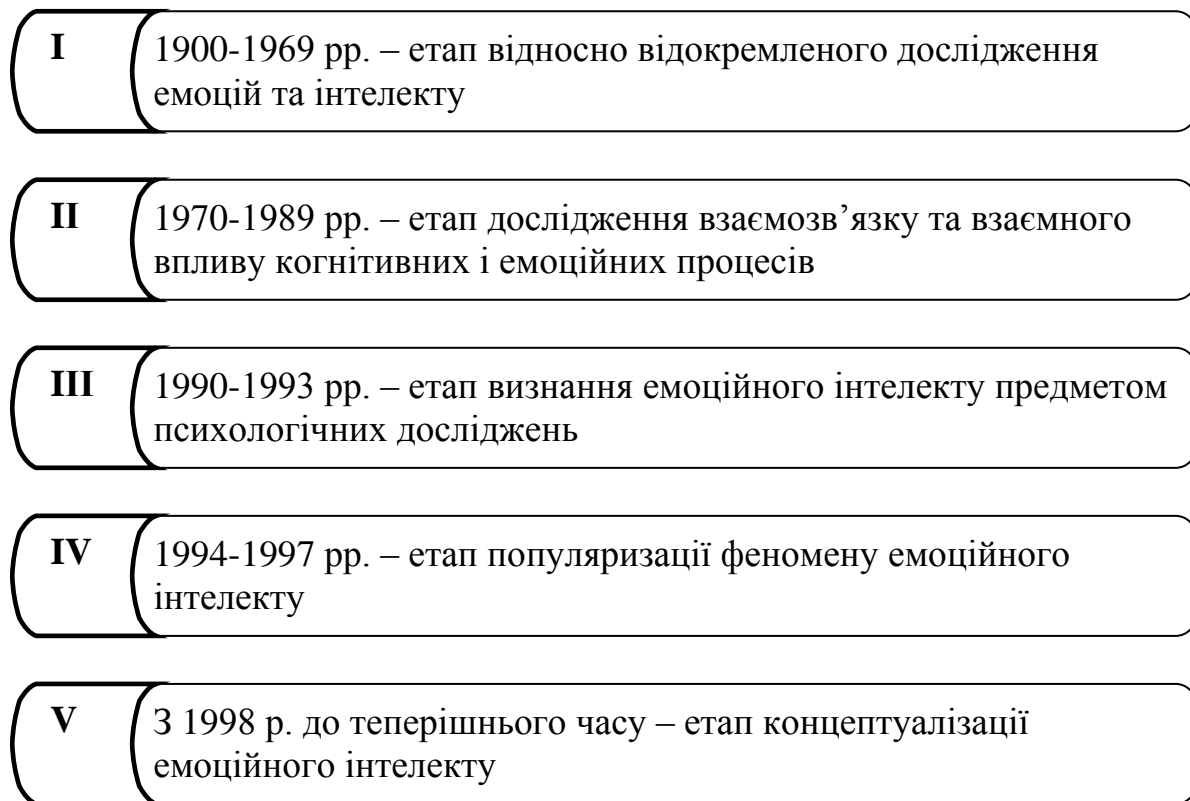 I
1900-1969 рр. – етап відносно відокремленого дослідження
емоцій та інтелекту
II
1970-1989 рр. – етап дослідження взаємозв’язку та взаємного
впливу когнітивних і емоційних процесів
III
1990-1993 рр. – етап визнання емоційного інтелекту предметом
психологічних досліджень
IV
1994-1997 рр. – етап популяризації феномену емоційного
інтелекту
V
З 1998 р. до теперішнього часу – етап концептуалізації
емоційного інтелекту